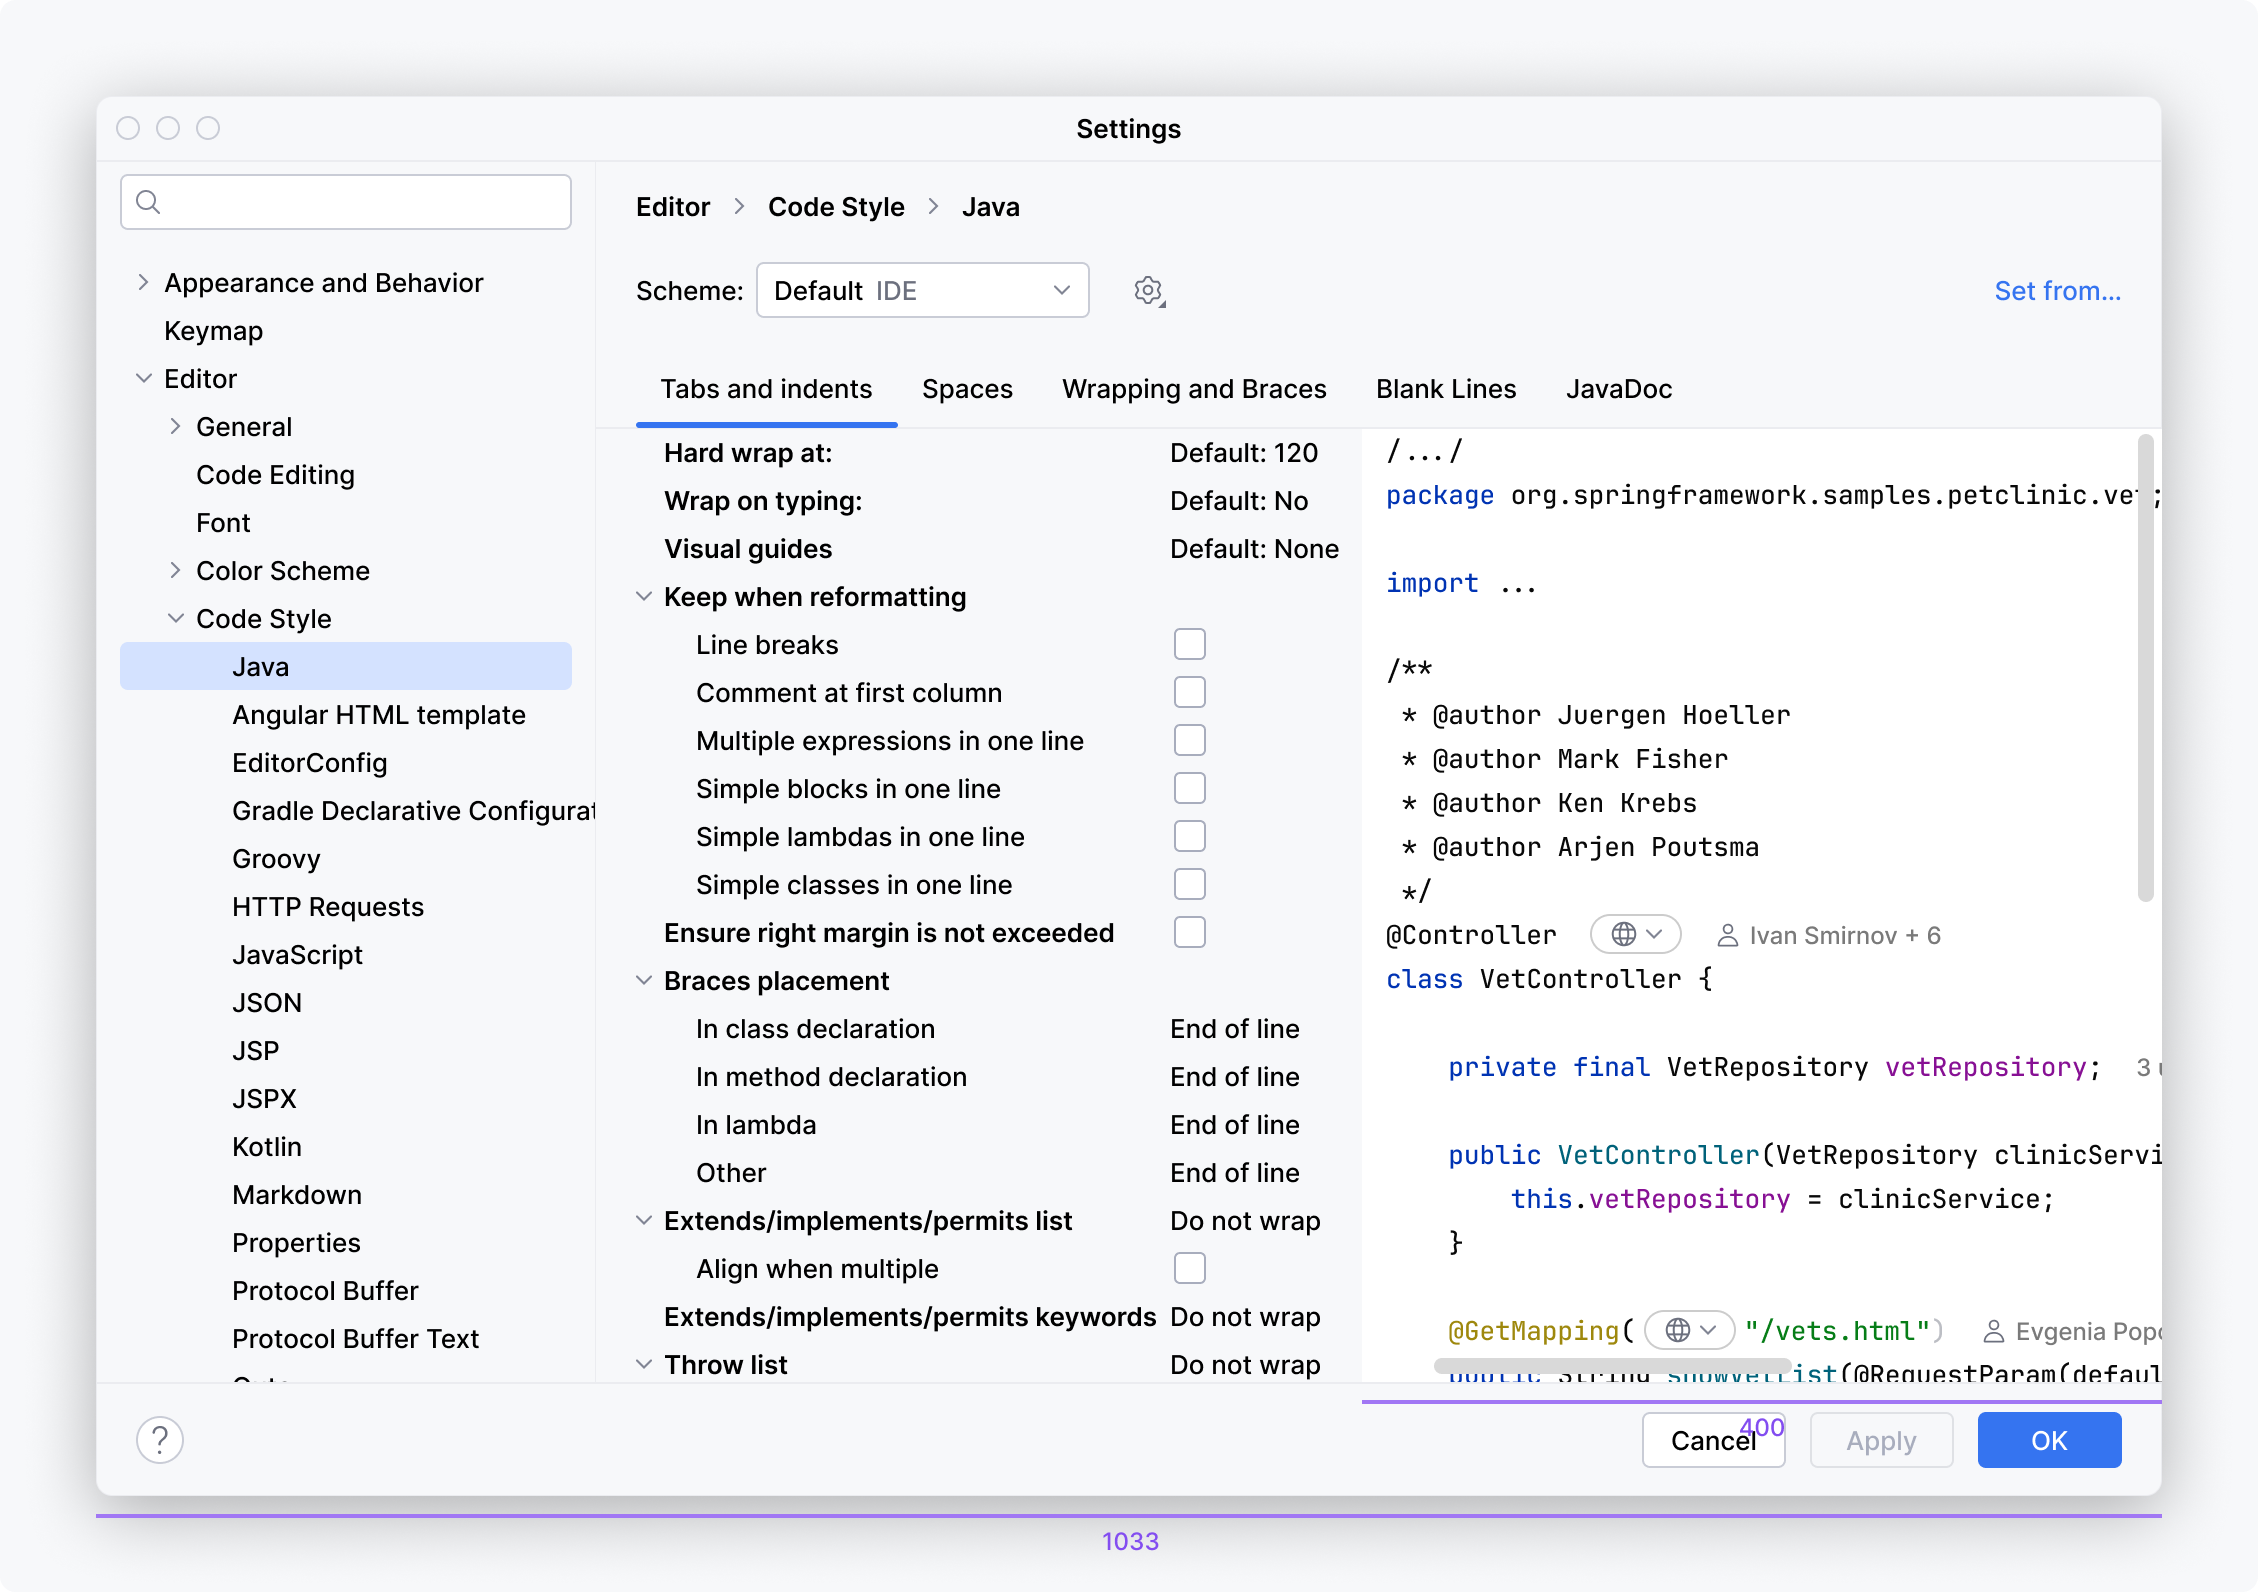 Settings
Appearance and Behavior
Keymap
Editor
General
Code Editing
Font
Color Scheme
Code Style
Java
Angular HTML template
EditorConfig
Gradle Declarative Configurat
Groovy
HTTP Requests
JavaScript
JSON
JSP
JSPX
Kotlin
Markdown
Properties
Protocol Buffer
Protocol Buffer Text
Editor > Code Style > Java
Scheme: Default IDE
Set from...
Tabs and indents Spaces Wrapping and Braces Blank Lines JavaDoc
Hard wrap at: Default: 120
Wrap on typing: Default: No
Visual guides Default: None
Keep when reformatting
Line breaks
Comment at first column
Multiple expressions in one line
Simple blocks in one line
Simple lambdas in one line
Simple classes in one line
Ensure right margin is not exceeded
Braces placement
In class declaration End of line
In method declaration End of line
In lambda End of line
Other End of line
Extends/implements/permits list Do not wrap
Align when multiple
Extends/implements/permits keywords Do not wrap
Throw list Do not wrap
/.../
package org.springframework.samples.petclinic.vet;
import ...
/**
* @author Juergen Hoeller
* @author Mark Fisher
* @author Ken Krebs
* @author Arjen Poutsma
*/
@Controller Ivan Smirnov + 6
class VetController {
private final VetRepository vetRepository; 3
public VetController(VetRepository clinicServi
this.vetRepository = clinicService;
}
@GetMapping( "/vets.html") Evgenia Popo
public String showVetList(@RequestParam(defaul
?
Cancel
400
Apply
OK
1033